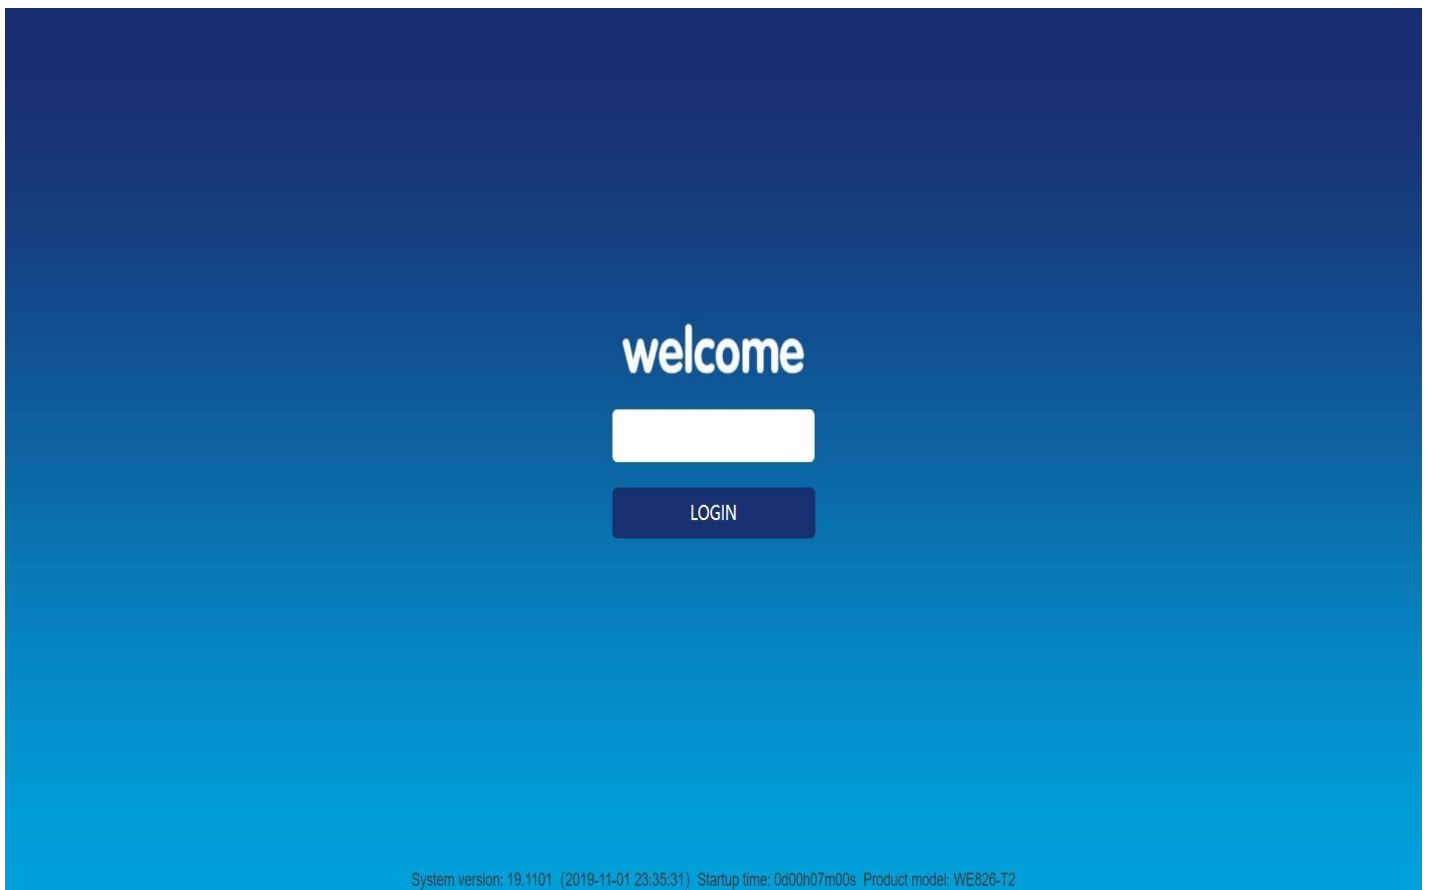 welcome
LOGIN
System version: 19.1101 (2019-11-01 23:35:31) Startup time: 0d00h07m00s Product model: WE826-T2